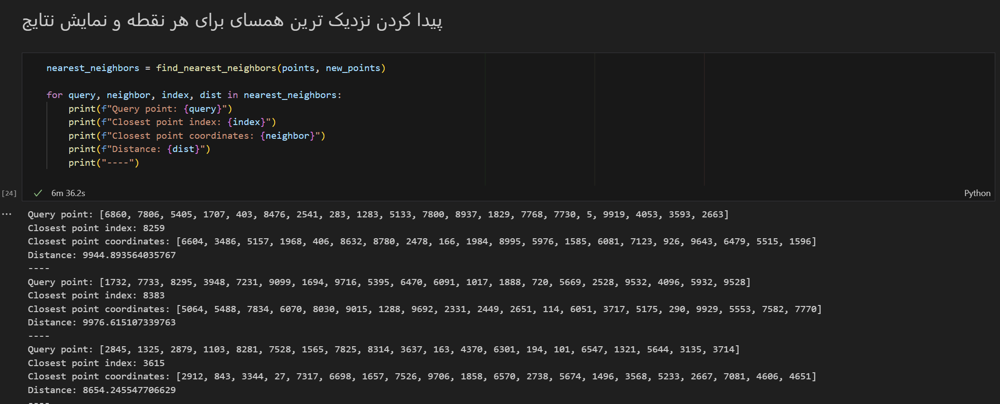 پیدا کردن نزدیک ترین همسای برای هر نقطه و نمایش نتایج
nearest_neighbors = find_nearest_neighbors(points, new_points)
for query, neighbor, index, dist in nearest_neighbors:
    print(f"Query point: {query}")
    print(f"Closest point index: {index}")
    print(f"Closest point coordinates: {neighbor}")
    print(f"Distance: {dist}")
    print("----")
[24] ✓ 6m 36.2s Python
... Query point: [6860, 7806, 5405, 1707, 403, 8476, 2541, 283, 1283, 5133, 7800, 8937, 1829, 7768, 7730, 5, 9919, 4053, 3593, 2663]
Closest point index: 8259
Closest point coordinates: [6604, 3486, 5157, 1968, 406, 8632, 8780, 2478, 166, 1984, 8995, 5976, 1585, 6081, 7123, 926, 9643, 6479, 5515, 1596]
Distance: 9944.893564035767
----
Query point: [1732, 7733, 8295, 3948, 7231, 9099, 1694, 9716, 5395, 6470, 6091, 1017, 1888, 720, 5669, 2528, 9532, 4096, 5932, 9528]
Closest point index: 8383
Closest point coordinates: [5064, 5488, 7834, 6070, 8030, 9015, 1288, 9692, 2331, 2449, 2651, 114, 6051, 3717, 5175, 290, 9929, 5553, 7582, 7770]
Distance: 9976.615107339763
----
Query point: [2845, 1325, 2879, 1103, 8281, 7528, 1565, 7825, 8314, 3637, 163, 4370, 6301, 194, 101, 6547, 1321, 5644, 3135, 3714]
Closest point index: 3615
Closest point coordinates: [2912, 843, 3344, 27, 7317, 6698, 1657, 7526, 9706, 1858, 6570, 2738, 5674, 1496, 3568, 5233, 2667, 7081, 4606, 4651]
Distance: 8654.245547706629
----